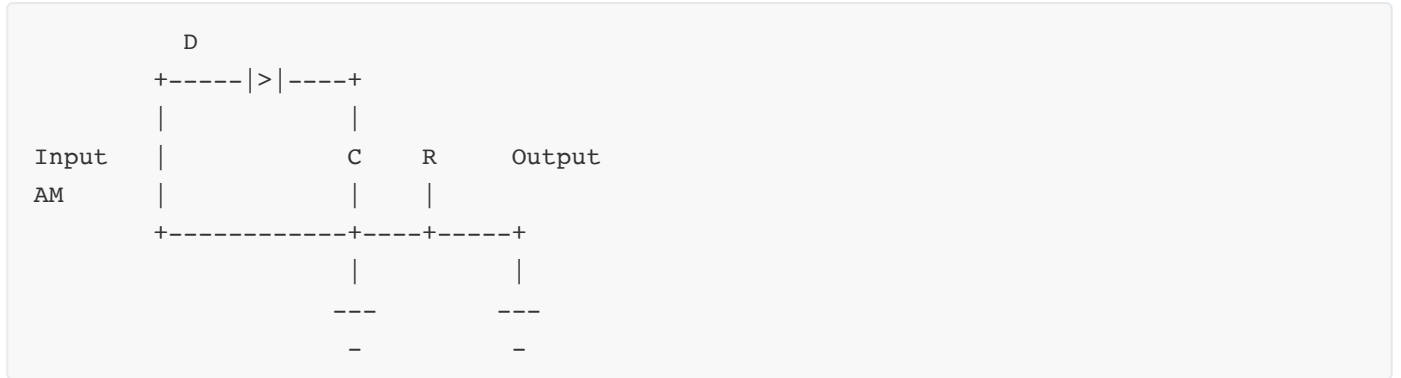 D
+-----|>|----+
|            |
Input   |            C    R     Output
AM      |            |    |
+------------+----+-----+
|          |
---        ---
-          -